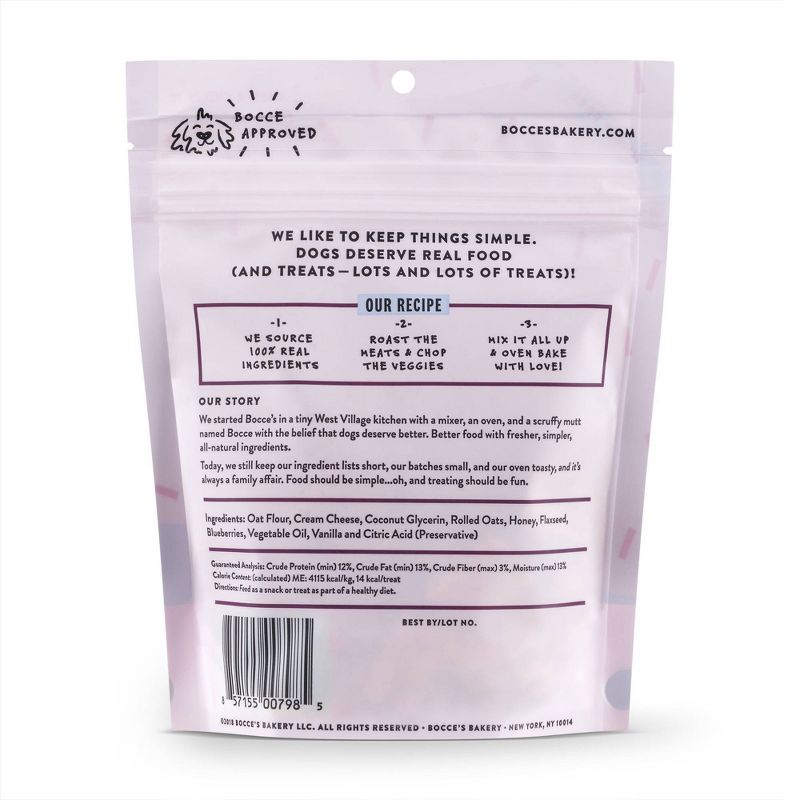 BOCCE
APPROVED
BOCCESBAKERY.COM
WE LIKE TO KEEP THINGS SIMPLE.
DOGS DESERVE REAL FOOD
(AND TREATS—LOTS AND LOTS OF TREATS)!
OUR RECIPE
-1-
WE SOURCE
100% REAL
INGREDIENTS
-2-
ROAST THE
MEATS & CHOP
THE VEGGIES
-3-
MIX IT ALL UP
& OVEN BAKE
WITH LOVE!
OUR STORY
We started Bocce's in a tiny West Village kitchen with a mixer, an oven, and a scruffy mutt
named Bocce with the belief that dogs deserve better. Better food with fresher, simpler,
all-natural ingredients.
Today, we still keep our ingredient lists short, our batches small, and our oven toasty, and it's
always a family affair. Food should be simple...oh, and treating should be fun.
Ingredients: Oat Flour, Cream Cheese, Coconut Glycerin, Rolled Oats, Honey, Flaxseed,
Blueberries, Vegetable Oil, Vanilla and Citric Acid (Preservative)
Guaranteed Analysis: Crude Protein (min) 12%, Crude Fat (min) 13%, Crude Fiber (max) 3%, Moisture (max) 13%
Calorie Content: (calculated) ME: 4115 kcal/kg, 14 kcal/treat
Directions: Feed as a snack or treat as part of a healthy diet.
BEST BY/LOT NO.
8 57155 00798 5
©2018 BOCCE'S BAKERY LLC. ALL RIGHTS RESERVED • BOCCE'S BAKERY • NEW YORK, NY 10014